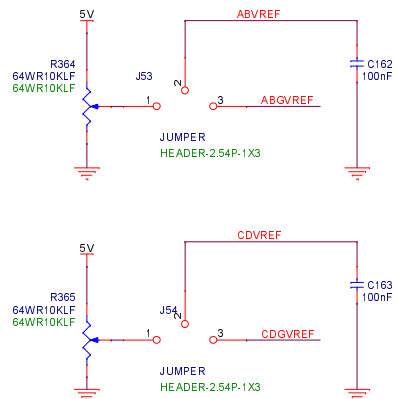 5V
ABVREF
R364
64WR10KLF
64WR10KLF
J53
2
C162
100nF
1
3
ABGVREF
JUMPER
HEADER-2.54P-1X3
CDVREF
5V
R365
64WR10KLF
64WR10KLF
J54
2
C163
100nF
1
3
CDGVREF
JUMPER
HEADER-2.54P-1X3